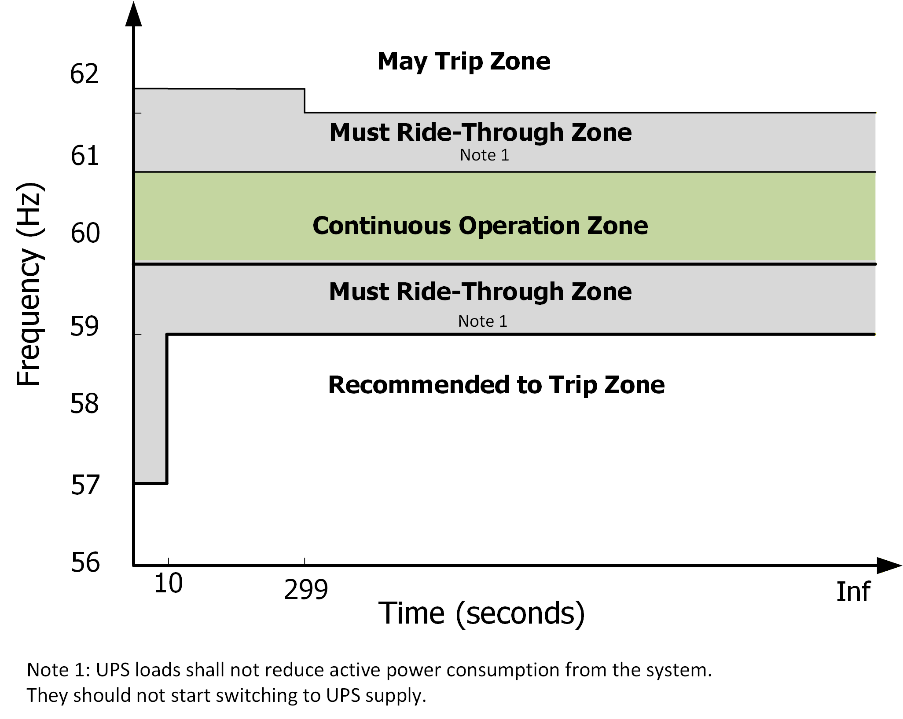 May Trip Zone
62
Must Ride-Through Zone
Note 1
61
Continuous Operation Zone
60
Must Ride-Through Zone
Note 1
59
Recommended to Trip Zone
58
57
56
Frequency (Hz)
10
299
Inf
Time (seconds)
Note 1: UPS loads shall not reduce active power consumption from the system.
They should not start switching to UPS supply.